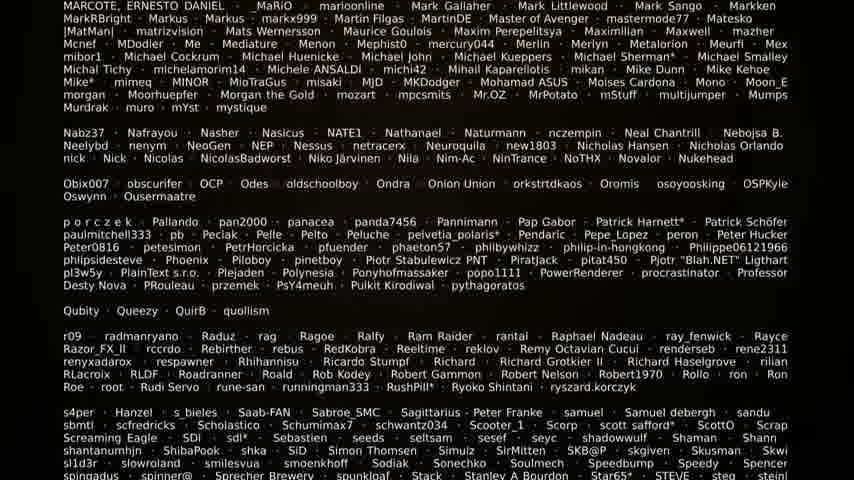 MARCOTE, ERNESTO DANIEL · _MaRiO · marioonline · Mark Gallaher · Mark Littlewood · Mark Sango · Markken
MarkRBright · Markus · Markus · markx999 · Martin Filgas · MartinDE · Master of Avenger · mastermode77 · Matesko
|MatMan| · matrizvision · Mats Wernersson · Maurice Goulois · Maxim Perepelitsya · Maximilian · Maxwell · mazher
Mcnef · MDodler · Me · Mediature · Menon · Mephist0 · mercury044 · Merlin · Merlyn · Metalorion · Meurfi · Mex
mibor1 · Michael Cockrum · Michael Huenicke · Michael John · Michael Kueppers · Michael Sherman* · Michael Smalley
Michal Tichy · michelamorim14 · Michele ANSALDI · michi42 · Mihail Kapareliotis · mikan · Mike Dunn · Mike Kehoe
Mike* · mimeq · MINOR · MioTraGus · misaki · MJD · MKDodger · Mohamad ASUS · Moises Cardona · Mono · Moon_E
morgan · Moorhuepfer · Morgan the Gold · mozart · mpcsmits · Mr.OZ · MrPotato · mStuff · multijumper · Mumps
Murdrak · muro · mYst · mystique
Nabz37 · Nafrayou · Nasher · Nasicus · NATE1 · Nathanael · Naturmann · nczempin · Neal Chantrill · Nebojsa B.
Neelybd · nenym · NeoGen · NEP · Nessus · netracerx · Neuroquila · new1803 · Nicholas Hansen · Nicholas Orlando
nick · Nick · Nicolas · NicolasBadworst · Niko Järvinen · Nila · Nim-Ac · NinTrance · NoTHX · Novalor · Nukehead
Obix007 · obscurifer · OCP · Odes · oldschoolboy · Ondra · Onion Union · orkstrtdkaos · Oromis · osoyoosking · OSPKyle
Oswynn · Ousermaatre
p o r c z e k · Pallando · pan2000 · panacea · panda7456 · Pannimann · Pap Gabor · Patrick Harnett* · Patrick Schöfer
paulmitchell333 · pb · Peciak · Pelle · Pelto · Peluche · pelvetia_polaris* · Pendaric · Pepe_Lopez · peron · Peter Hucker
Peter0816 · petesimon · PetrHorcicka · pfuender · phaeton57 · philbywhizz · philip-in-hongkong · Philippe06121966
philipsidesteve · Phoenix · Piloboy · pinetboy · Piotr Stabulewicz PNT · PiratJack · pitat450 · Pjotr "Blah.NET" Ligthart
pl3w5y · PlainText s.r.o. · Plejaden · Polynesia · Ponyhofmassaker · popo1111 · PowerRenderer · procrastinator · Professor
Desty Nova · PRouleau · przemek · PsY4meuh · Pulkit Kirodiwal · pythagoratos
Qubity · Queezy · QuirB · quollism
r09 · radmanryano · Raduz · rag · Ragoe · Ralfy · Ram Raider · rantai · Raphael Nadeau · ray_fenwick · Rayce
Razor_FX_II · rccrdo · Rebirther · rebus · RedKobra · Reeltime · reklov · Remy Octavian Cucui · renderseb · rene2311
renyxadarox · respawner · Rhihannisu · Ricardo Stumpf · Richard · Richard Grotkier II · Richard Haselgrove · rilian
RLacroix · RLDF · Roadranner · Roald · Rob Kodey · Robert Gammon · Robert Nelson · Robert1970 · Rollo · ron · Ron
Roe · root · Rudi Servo · rune-san · runningman333 · RushPill* · Ryoko Shintani · ryszard.korczyk
s4per · Hanzel · s_bieles · Saab-FAN · Sabroe_SMC · Sagittarius - Peter Franke · samuel · Samuel debergh · sandu
sbmtl · scfredricks · Scholastico · Schumimax7 · schwantz034 · Scooter_1 · Scorp · scott safford* · ScottO · Scrap
Screaming Eagle · SDI · sdl* · Sebastien · seeds · seltsam · sesef · seyc · shadowwulf · Shaman · Shann
shantanumhjn · ShibaPook · shka · SiD · Simon Thomsen · Simulz · SirMitten · SKB@P · skgiven · Skusman · Skwi
sl1d3r · slowroland · smilesvua · smoenkhoff · Sodiak · Sonechko · Soulmech · Speedbump · Speedy · Spencer
spingadus · spinner@ · Sprecher Brewery · spunkloaf · Stack · Stanley A Bourdon · Star65* · STEVE · steg · steinl